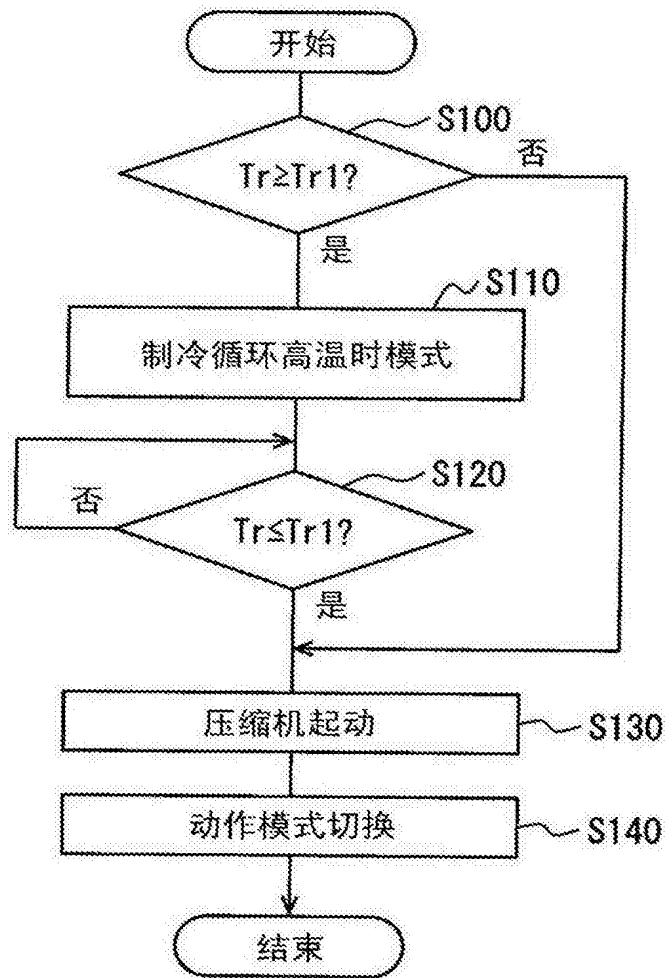 开始
S100
Tr≥Tr1?
否
是
S110
制冷循环高温时模式
S120
否
Tr≤Tr1?
是
压缩机起动
S130
动作模式切换
S140
结束